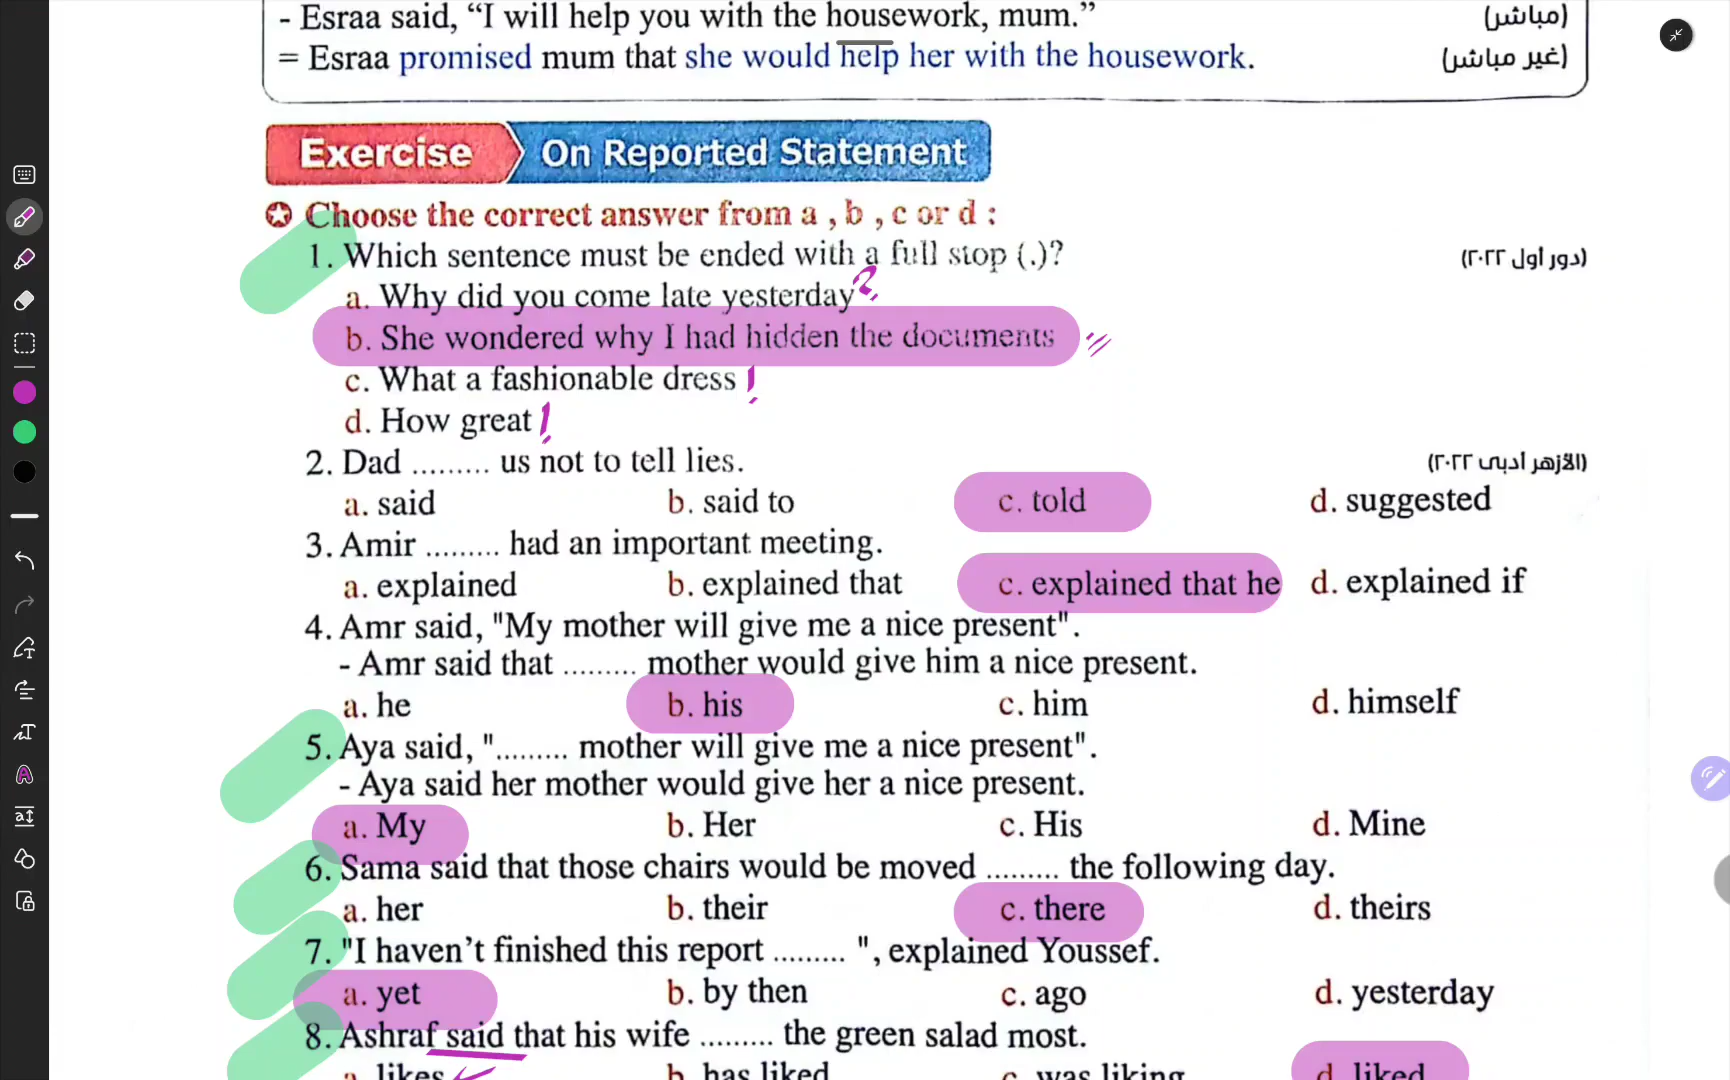 - Esraa said, “I will help you with the housework, mum.” (مباشر)
= Esraa promised mum that she would help her with the housework. (غير مباشر)
Exercise On Reported Statement
Choose the correct answer from a , b , c or d :
1. Which sentence must be ended with a full stop (.)? (دور أول ٢٠٢٢)
a. Why did you come late yesterday?
b. She wondered why I had hidden the documents
c. What a fashionable dress !
d. How great !
2. Dad ......... us not to tell lies. (الأزهر أدبى ٢٠٢٢)
a. said b. said to c. told d. suggested
3. Amir ......... had an important meeting.
a. explained b. explained that c. explained that he d. explained if
4. Amr said, "My mother will give me a nice present".
- Amr said that ......... mother would give him a nice present.
a. he b. his c. him d. himself
5. Aya said, "......... mother will give me a nice present".
- Aya said her mother would give her a nice present.
a. My b. Her c. His d. Mine
6. Sama said that those chairs would be moved ......... the following day.
a. her b. their c. there d. theirs
7. "I haven’t finished this report ......... ", explained Youssef.
a. yet b. by then c. ago d. yesterday
8. Ashraf said that his wife ......... the green salad most.
a. likes b. has liked c. was liking d. liked